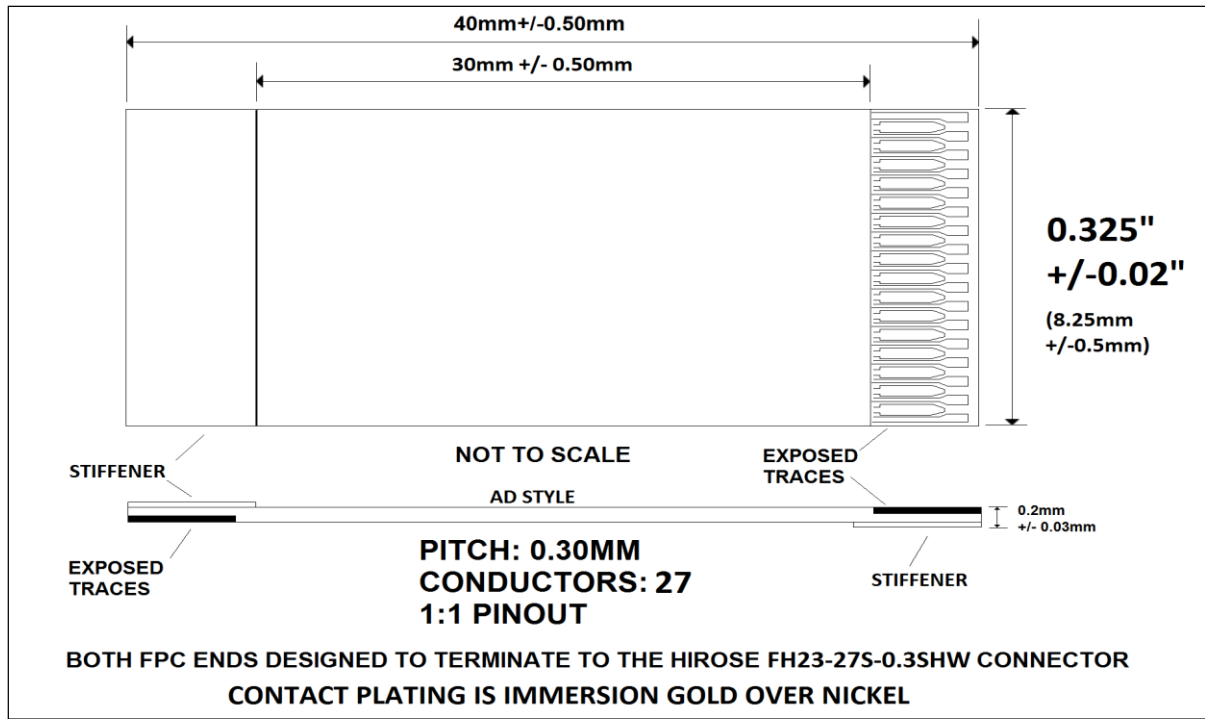 40mm+/-0.50mm
30mm +/- 0.50mm
0.325"
+/-0.02"
(8.25mm
+/-0.5mm)
STIFFENER
NOT TO SCALE
EXPOSED
TRACES
AD STYLE
0.2mm
+/- 0.03mm
EXPOSED
TRACES
PITCH: 0.30MM
CONDUCTORS: 27
1:1 PINOUT
STIFFENER
BOTH FPC ENDS DESIGNED TO TERMINATE TO THE HIROSE FH23-27S-0.3SHW CONNECTOR
CONTACT PLATING IS IMMERSION GOLD OVER NICKEL